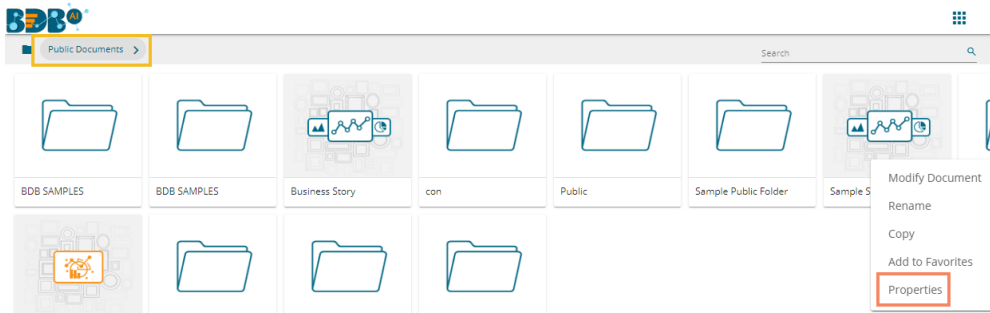 BDB AI
Public Documents
Search
BDB SAMPLES
BDB SAMPLES
Business Story
con
Public
Sample Public Folder
Sample S
Modify Document
Rename
Copy
Add to Favorites
Properties